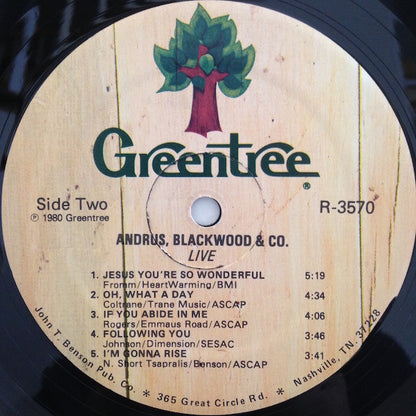 Greentree
®
Side Two
℗ 1980 Greentree
R-3570
ANDRUS, BLACKWOOD & CO.
LIVE
1. JESUS YOU'RE SO WONDERFUL 5:19
Fromm/HeartWarming/BMI
2. OH, WHAT A DAY 4:34
Coltrane/Trane Music/ASCAP
3. IF YOU ABIDE IN ME 4:06
Rogers/Emmaus Road/ASCAP
4. FOLLOWING YOU 3:46
Johnson/Dimension/SESAC
5. I'M GONNA RISE 3:41
N. Short Tsapralis/Benson/ASCAP
John T. Benson Pub. Co. * 365 Great Circle Rd. * Nashville, TN. 37228